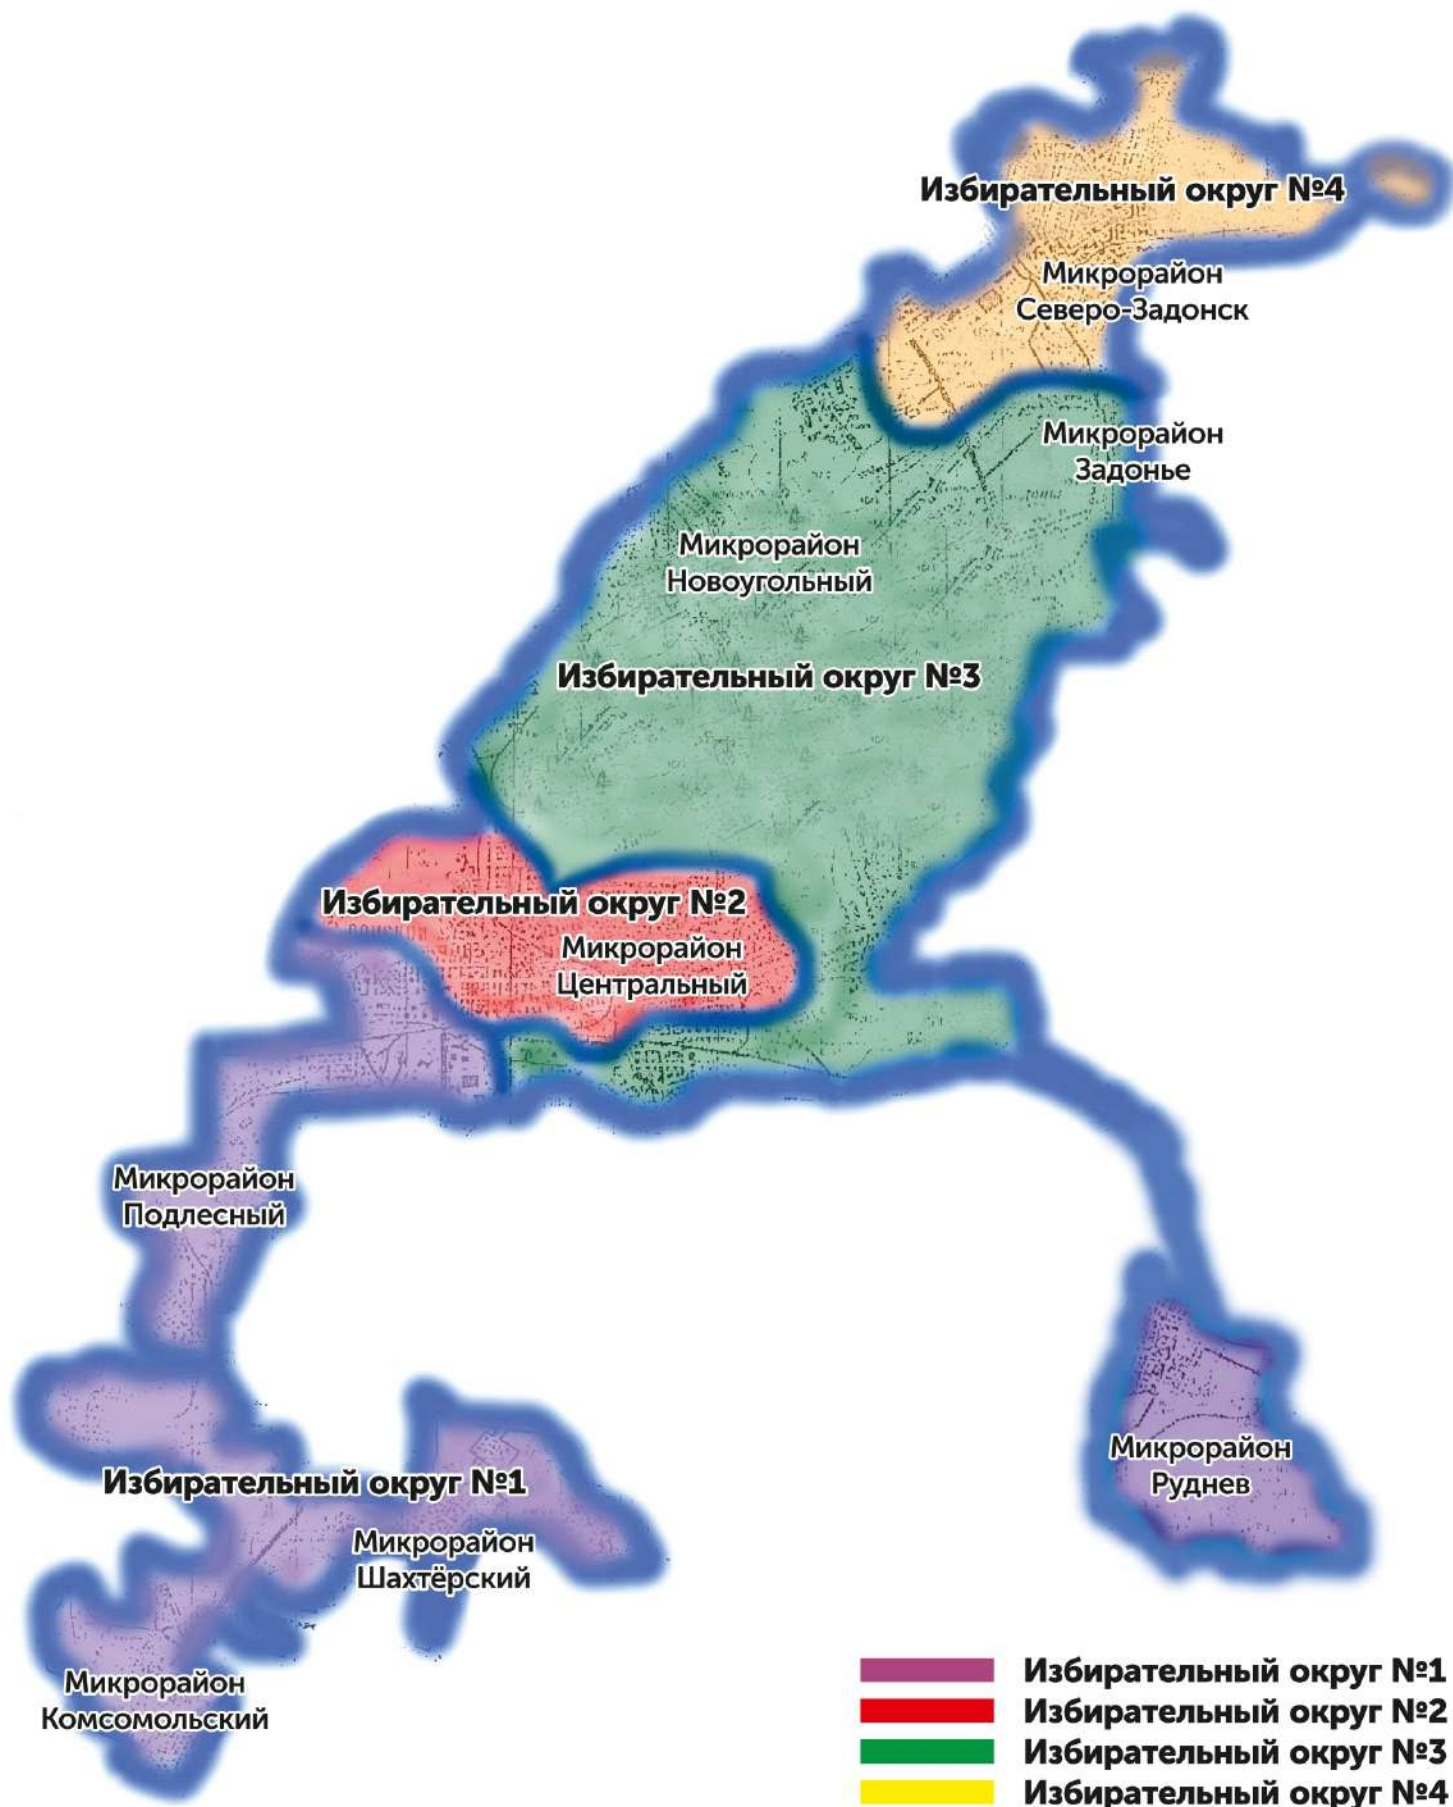 Избирательный округ №4
Микрорайон
Северо-Задонск
Микрорайон
Задонье
Микрорайон
Новоугольный
Избирательный округ №3
Избирательный округ №2
Микрорайон
Центральный
Микрорайон
Подлесный
Микрорайон
Руднев
Избирательный округ №1
Микрорайон
Шахтёрский
Микрорайон
Комсомольский
Избирательный округ №1
Избирательный округ №2
Избирательный округ №3
Избирательный округ №4